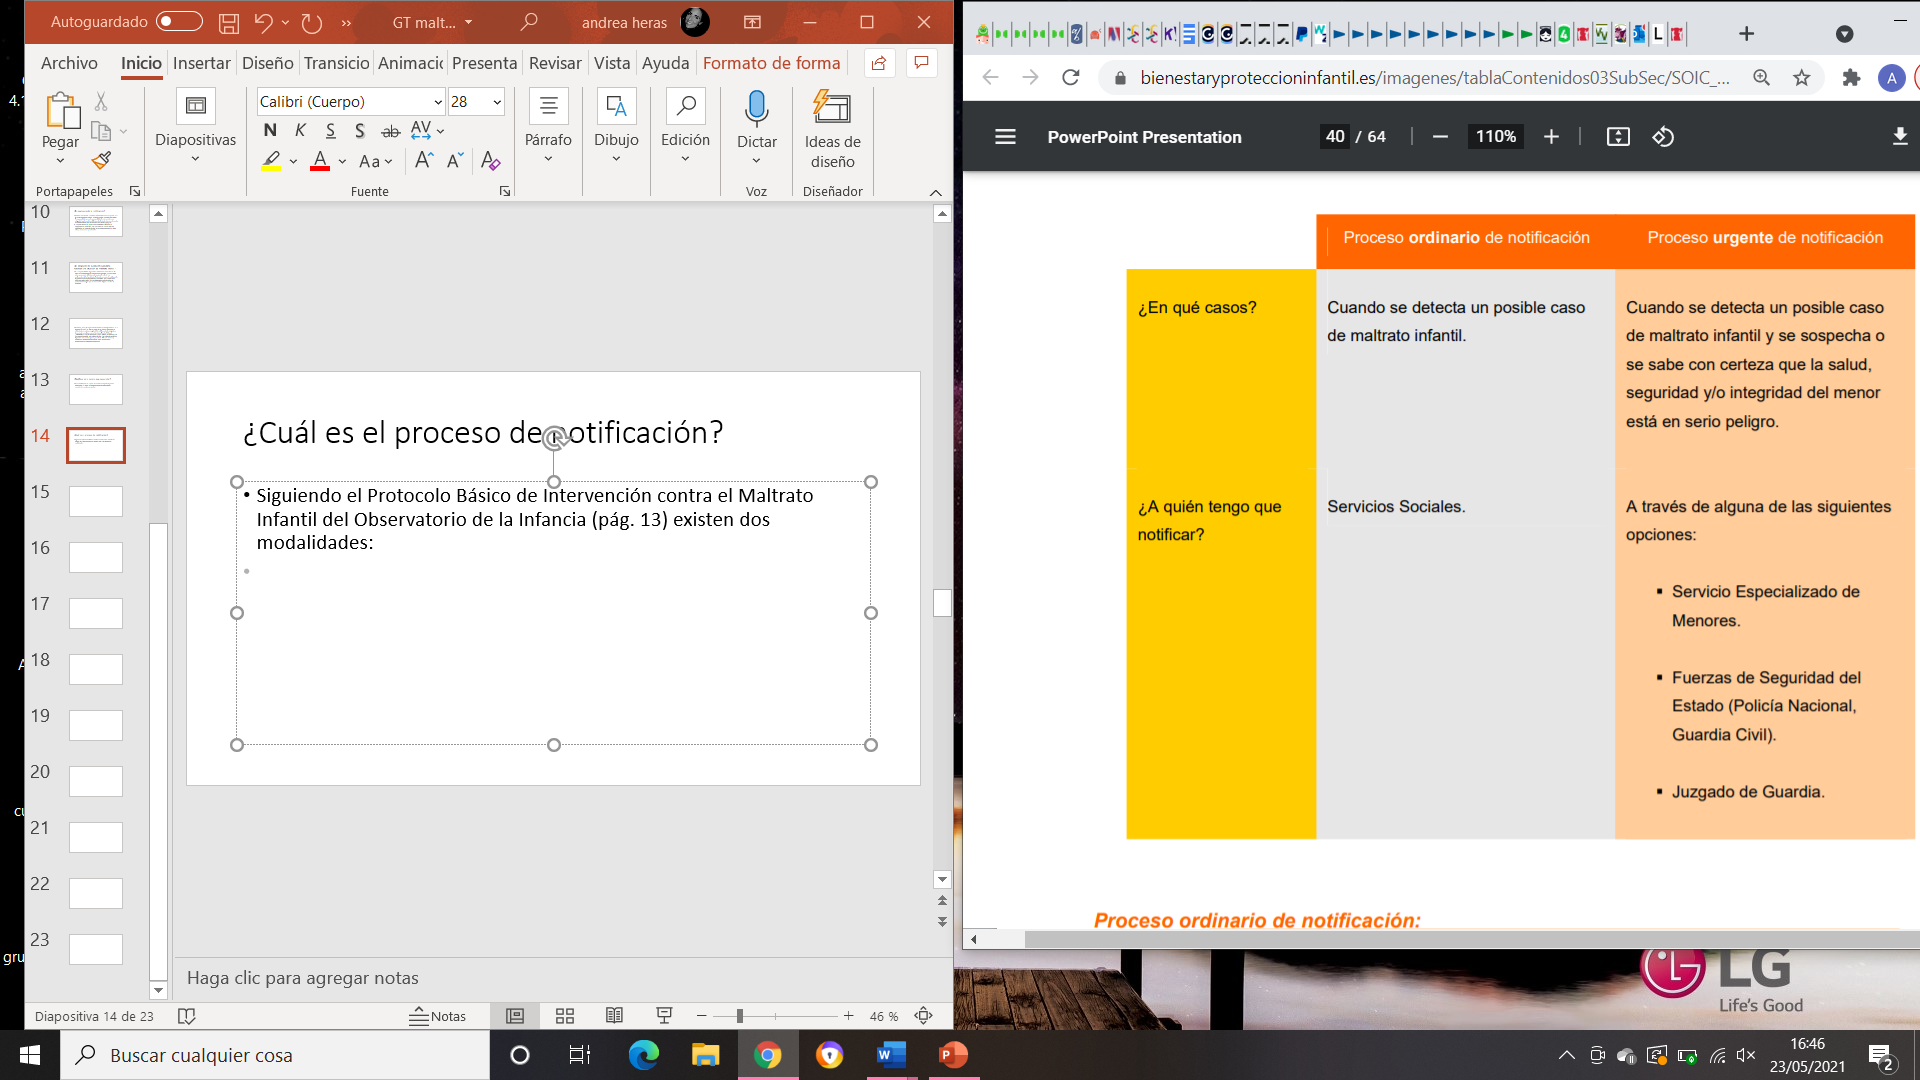 Autoguardado
GT malt...
andrea heras
Archivo
Inicio
Insertar
Diseño
Transicio
Animacio
Presenta
Revisar
Vista
Ayuda
Formato de forma
Pegar
Portapapeles
Diapositivas
Calibri (Cuerpo)
28
N K S S ab AV
A Aa A A A
Fuente
Párrafo
Dibujo
Edición
Dictar
Voz
Ideas de
diseño
Diseñador
10
11
12
13
14
15
16
17
18
19
20
21
22
23
¿Cuál es el proceso de notificación?
• Siguiendo el Protocolo Básico de Intervención contra el Maltrato
Infantil del Observatorio de la Infancia (pág. 13) existen dos
modalidades:
•
Haga clic para agregar notas
Diapositiva 14 de 23
Notas
46 %
bienestaryproteccioninfantil.es/imagenes/tablaContenidos03SubSec/SOIC_...
A
PowerPoint Presentation
40 / 64
110%
Proceso ordinario de notificación
Proceso urgente de notificación
¿En qué casos?
Cuando se detecta un posible caso
de maltrato infantil.
Cuando se detecta un posible caso
de maltrato infantil y se sospecha o
se sabe con certeza que la salud,
seguridad y/o integridad del menor
está en serio peligro.
¿A quién tengo que
notificar?
Servicios Sociales.
A través de alguna de las siguientes
opciones:
▪ Servicio Especializado de
Menores.
▪ Fuerzas de Seguridad del
Estado (Policía Nacional,
Guardia Civil).
▪ Juzgado de Guardia.
Proceso ordinario de notificación:
LG
Life's Good
Buscar cualquier cosa
16:46
23/05/2021
2